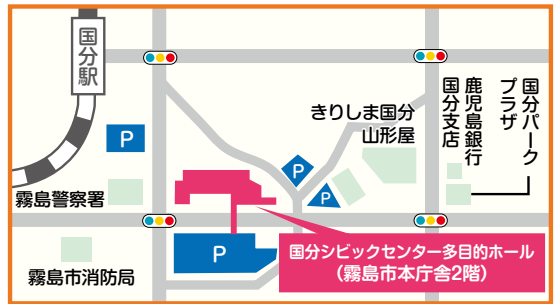 国分駅
P
きりしま国分
山形屋
鹿児島銀行
国分支店
国分パーク
プラザ
P
P
霧島警察署
P
国分シビックセンター多目的ホール
(霧島市本庁舎2階)
霧島市消防局